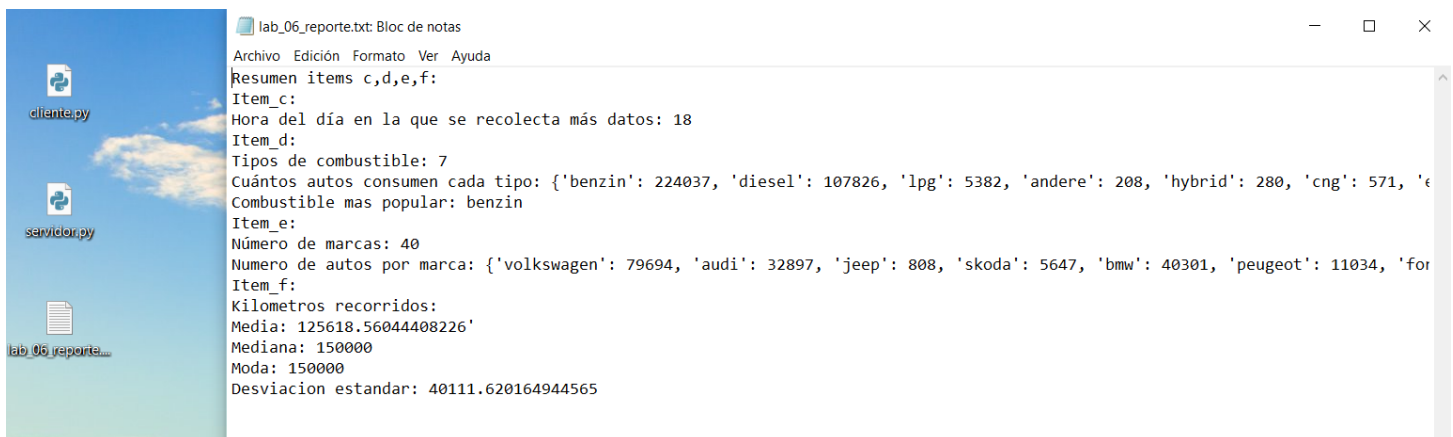 cliente.py
servidor.py
lab_06_reporte....
lab_06_reporte.txt: Bloc de notas
Archivo Edición Formato Ver Ayuda
Resumen items c,d,e,f:
Item_c:
Hora del día en la que se recolecta más datos: 18
Item_d:
Tipos de combustible: 7
Cuántos autos consumen cada tipo: {'benzin': 224037, 'diesel': 107826, 'lpg': 5382, 'andere': 208, 'hybrid': 280, 'cng': 571, 'e
Combustible mas popular: benzin
Item_e:
Número de marcas: 40
Numero de autos por marca: {'volkswagen': 79694, 'audi': 32897, 'jeep': 808, 'skoda': 5647, 'bmw': 40301, 'peugeot': 11034, 'for
Item_f:
Kilometros recorridos:
Media: 125618.56044408226'
Mediana: 150000
Moda: 150000
Desviacion estandar: 40111.620164944565